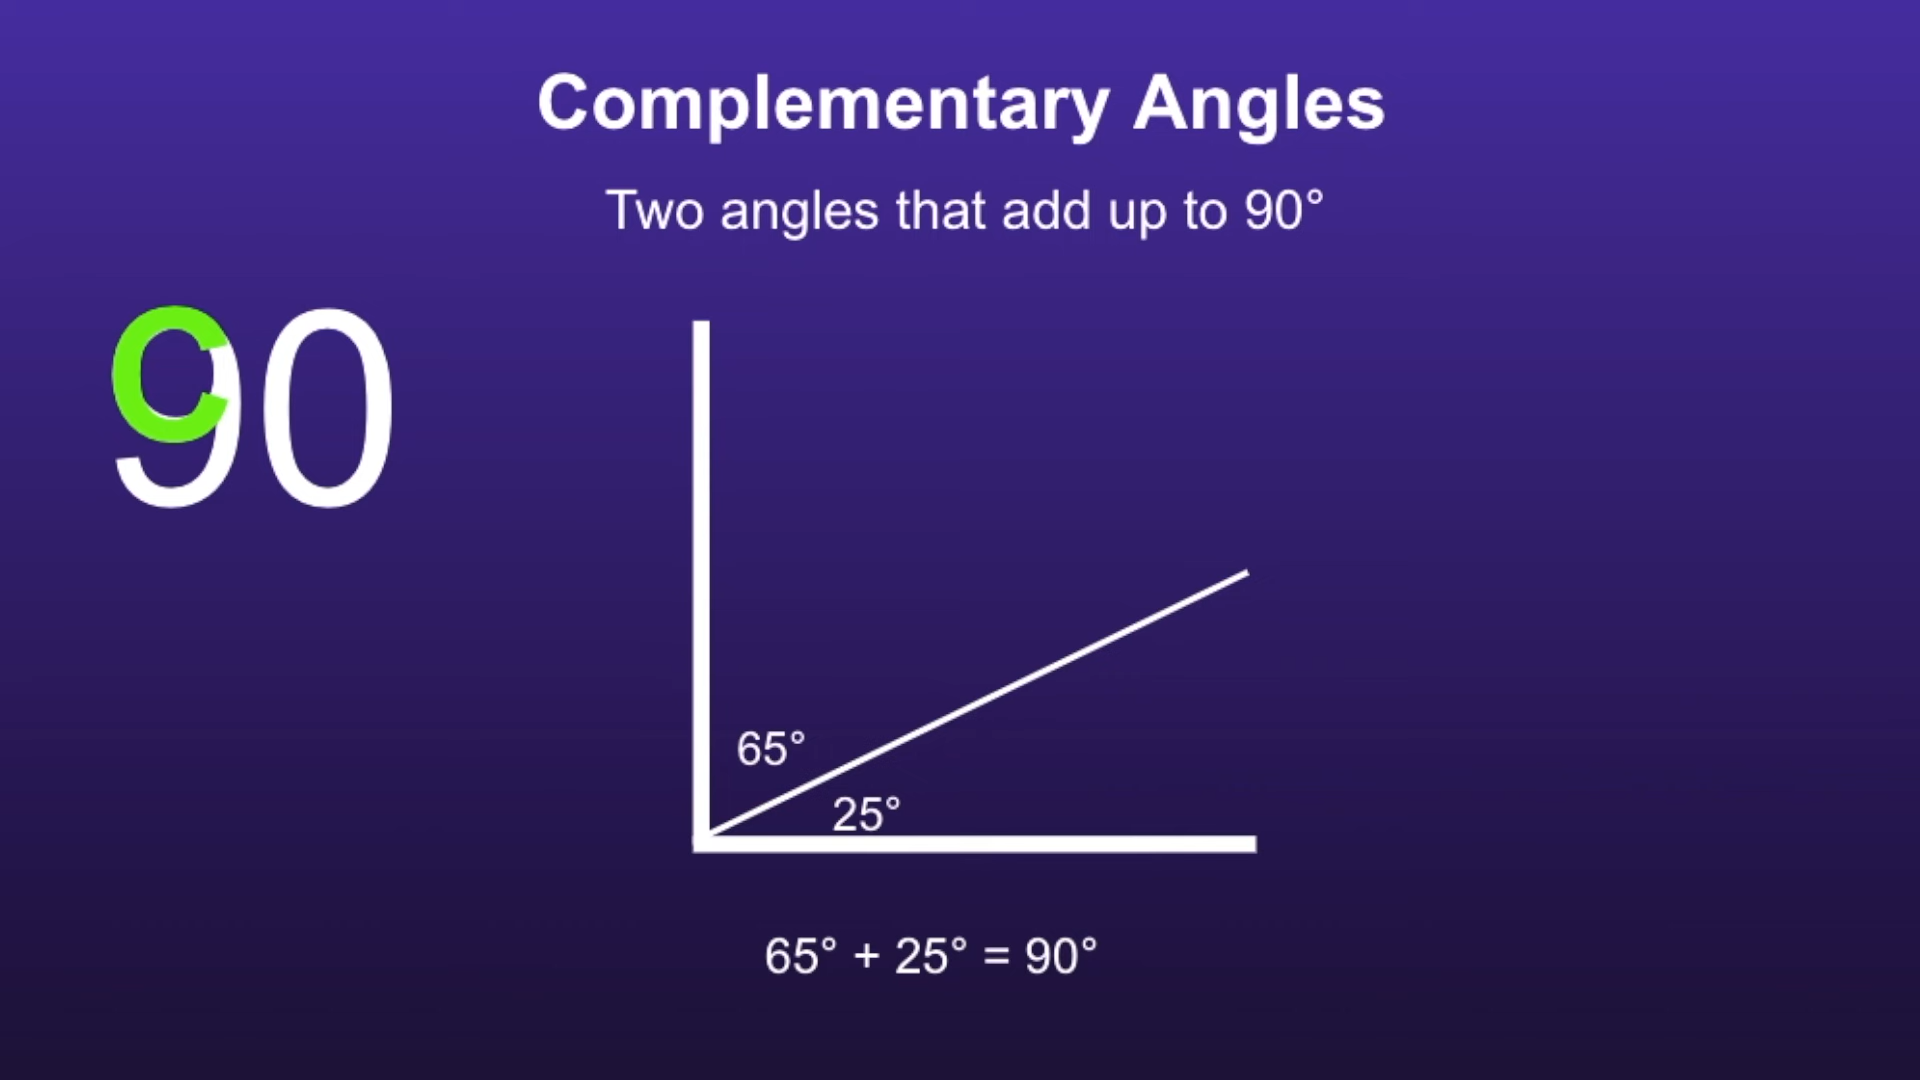 Complementary Angles
Two angles that add up to 90°
90
C
65°
25°
65° + 25° = 90°